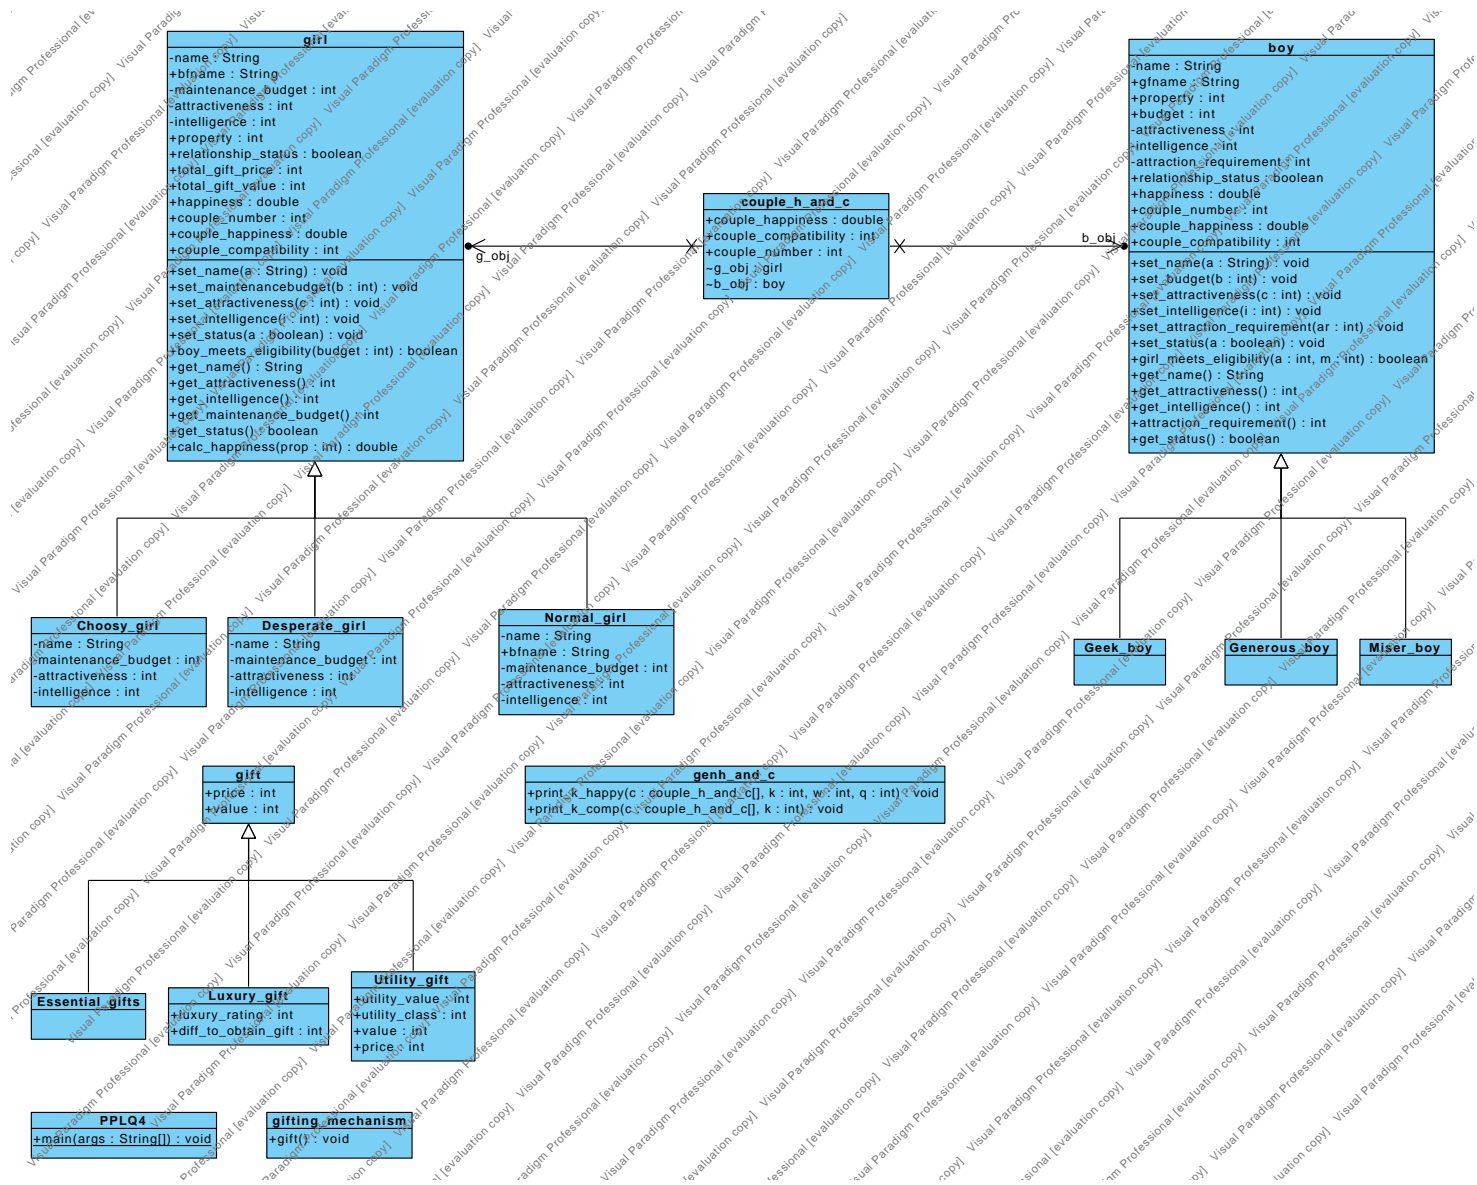 girl
-name : String
+bfname : String
-maintenance_budget : int
-attractiveness : int
-intelligence : int
+property : int
+relationship_status : boolean
+total_gift_price : int
+total_gift_value : int
+happiness : double
+couple_number : int
+couple_happiness : double
+couple_compatibility : int
+set_name(a : String) : void
+set_maintenancebudget(b : int) : void
+set_attractiveness(c : int) : void
+set_intelligence(i : int) : void
+set_status(a : boolean) : void
+boy_meets_eligibility(budget : int) : boolean
+get_name() : String
+get_attractiveness() : int
+get_intelligence() : int
+get_maintenance_budget() : int
+get_status() : boolean
+calc_happiness(prop : int) : double
g_obj
couple_h_and_c
+couple_happiness : double
+couple_compatibility : int
+couple_number : int
~g_obj : girl
~b_obj : boy
b_obj
boy
-name : String
+gfname : String
+property : int
+budget : int
-attractiveness : int
-intelligence : int
-attraction_requirement : int
+relationship_status : boolean
+happiness : double
+couple_number : int
+couple_happiness : double
+couple_compatibility : int
+set_name(a : String) : void
+set_budget(b : int) : void
+set_attractiveness(c : int) : void
+set_intelligence(i : int) : void
+set_attraction_requirement(ar : int) : void
+set_status(a : boolean) : void
+girl_meets_eligibility(a : int, m : int) : boolean
+get_name() : String
+get_attractiveness() : int
+get_intelligence() : int
+attraction_requirement() : int
+get_status() : boolean
Choosy_girl
-name : String
-maintenance_budget : int
-attractiveness : int
-intelligence : int
Desperate_girl
-name : String
-maintenance_budget : int
-attractiveness : int
-intelligence : int
Normal_girl
-name : String
+bfname : String
-maintenance_budget : int
-attractiveness : int
-intelligence : int
Geek_boy
Generous_boy
Miser_boy
gift
+price : int
+value : int
genh_and_c
+print_k_happy(c : couple_h_and_c[], k : int, w : int, q : int) : void
+print_k_comp(c : couple_h_and_c[], k : int) : void
Essential_gifts
Luxury_gift
+luxury_rating : int
+diff_to_obtain_gift : int
Utility_gift
+utility_value : int
+utility_class : int
+value : int
+price : int
PPLQ4
+main(args : String[]) : void
gifting_mechanism
+gift() : void
Visual Paradigm Professional [evaluation copy]